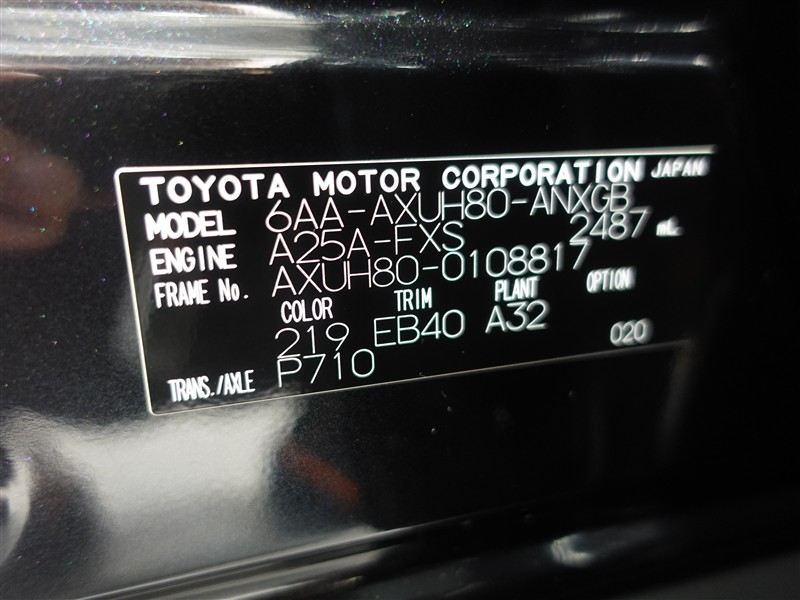 TOYOTA MOTOR CORPORATION JAPAN
MODEL 6AA-AXUH80-ANXGB
ENGINE A25A-FXS 2487 mL
FRAME No. AXUH80-0108817
COLOR TRIM PLANT OPTION
219 EB40 A32 020
TRANS./AXLE P710